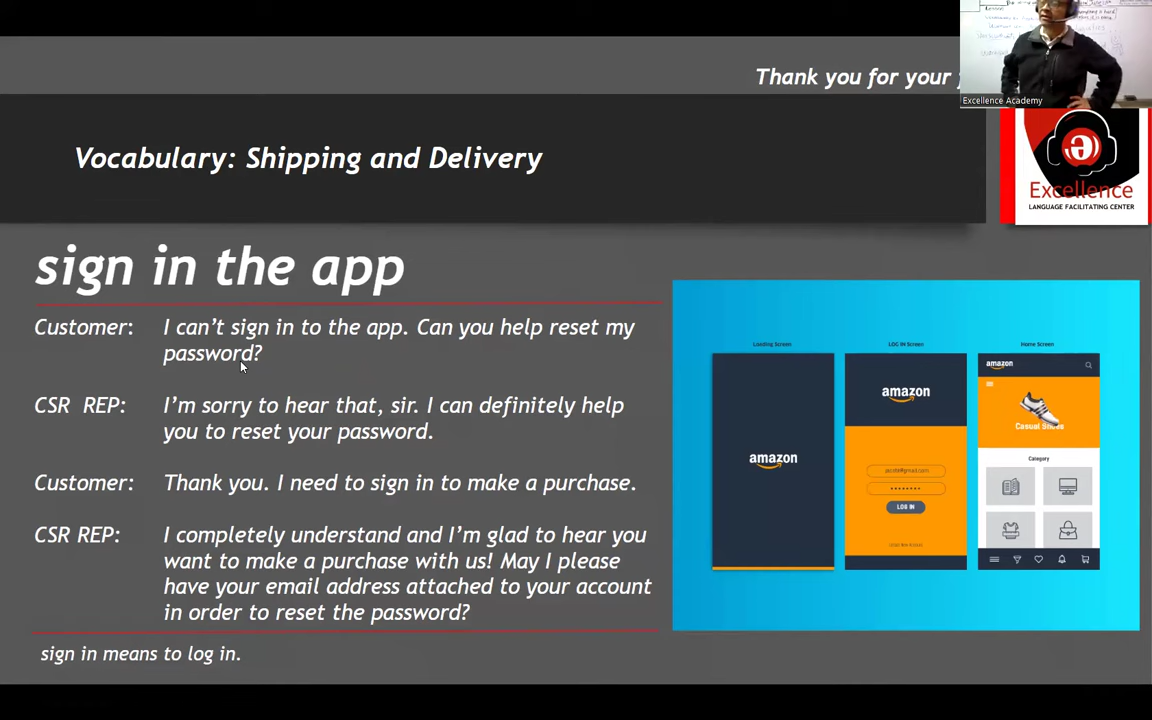 Thank you for your
Excellence Academy
Vocabulary: Shipping and Delivery
Excellence
LANGUAGE FACILITATING CENTER
sign in the app
Customer: I can't sign in to the app. Can you help reset my
password?
CSR REP: I'm sorry to hear that, sir. I can definitely help
you to reset your password.
Customer: Thank you. I need to sign in to make a purchase.
CSR REP: I completely understand and I'm glad to hear you
want to make a purchase with us! May I please
have your email address attached to your account
in order to reset the password?
sign in means to log in.
Loading Screen
LOG IN Screen
Home Screen
amazon
amazon
LOG IN
amazon
Casual Shoes
Category